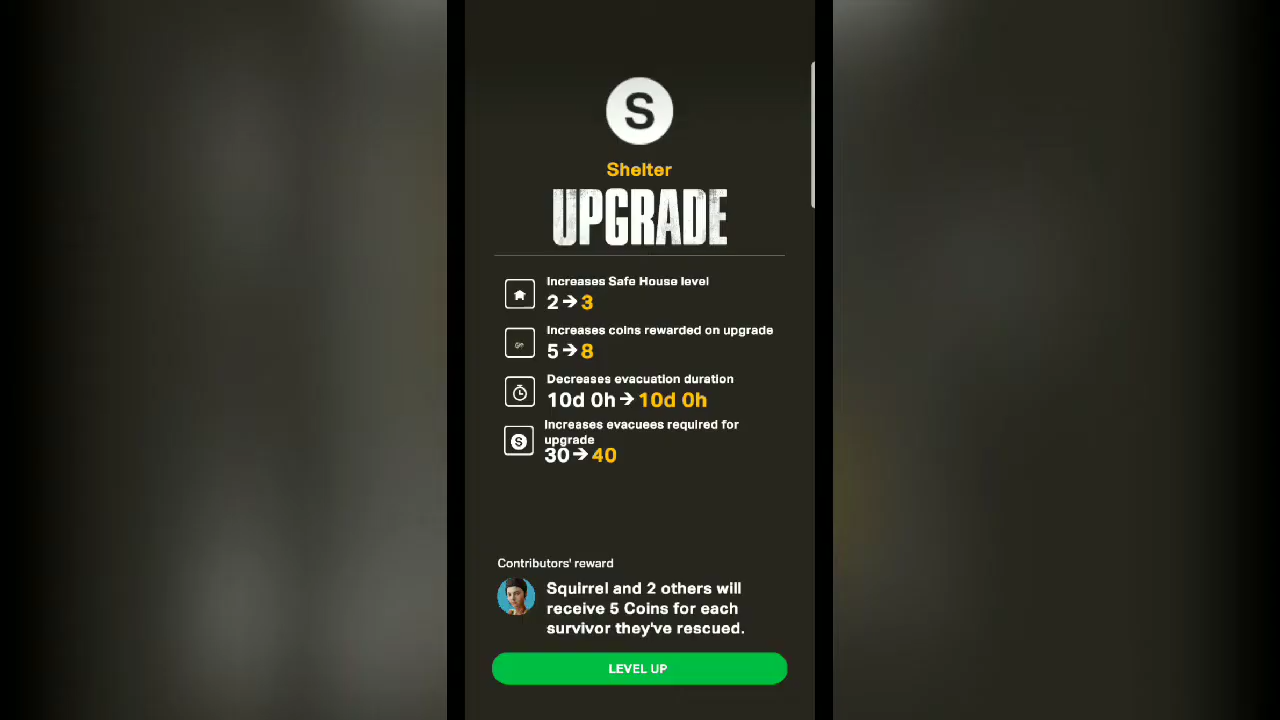 S
Shelter
UPGRADE
Increases Safe House level
2 → 3
Increases coins rewarded on upgrade
5 → 8
Decreases evacuation duration
10d 0h → 10d 0h
S
Increases evacuees required for
upgrade
30 → 40
Contributors' reward
Squirrel and 2 others will
receive 5 Coins for each
survivor they've rescued.
LEVEL UP